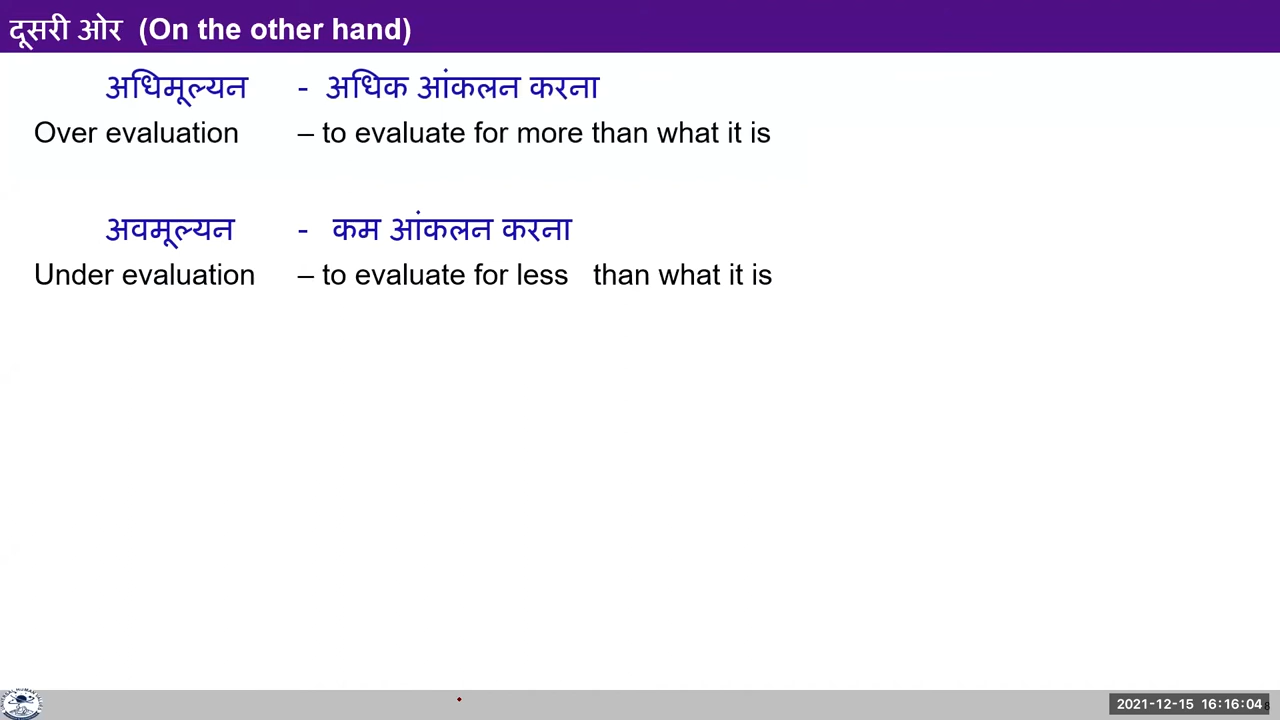 दूसरी ओर (On the other hand)
अधिमूल्यन - अधिक आंकलन करना
Over evaluation – to evaluate for more than what it is
अवमूल्यन - कम आंकलन करना
Under evaluation – to evaluate for less than what it is
2021-12-15 16:16:04
8